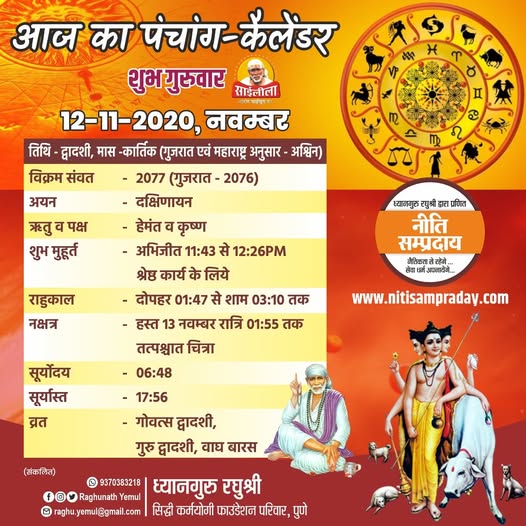 आज का पंचांग-कैलेंडर
शुभ गुरुवार
साईलीला
12-11-2020, नवम्बर
तिथि - द्वादशी, मास -कार्तिक (गुजरात एवं महाराष्ट्र अनुसार - अश्विन)
विक्रम संवत - 2077 (गुजरात - 2076)
अयन - दक्षिणायन
ऋतु व पक्ष - हेमंत व कृष्ण
शुभ मुहूर्त - अभिजीत 11:43 से 12:26PM
श्रेष्ठ कार्य के लिये
राहुकाल - दोपहर 01:47 से शाम 03:10 तक
नक्षत्र - हस्त 13 नवम्बर रात्रि 01:55 तक
तत्पश्चात चित्रा
सूर्योदय - 06:48
सूर्यास्त - 17:56
व्रत - गोवत्स द्वादशी,
गुरु द्वादशी, वाघ बारस
ध्यानगुरु रघुश्री द्वारा प्रणित
नीति
सम्प्रदाय
नैतिकता से रहेंगे ...
सेवा धर्म अपनायेंगे...
www.nitisampraday.com
(संकलित)
9370383218
Raghunath Yemul
raghu.yemul@gmail.com
ध्यानगुरु रघुश्री
सिद्धी कर्मयोगी फाउंडेशन परिवार, पुणे